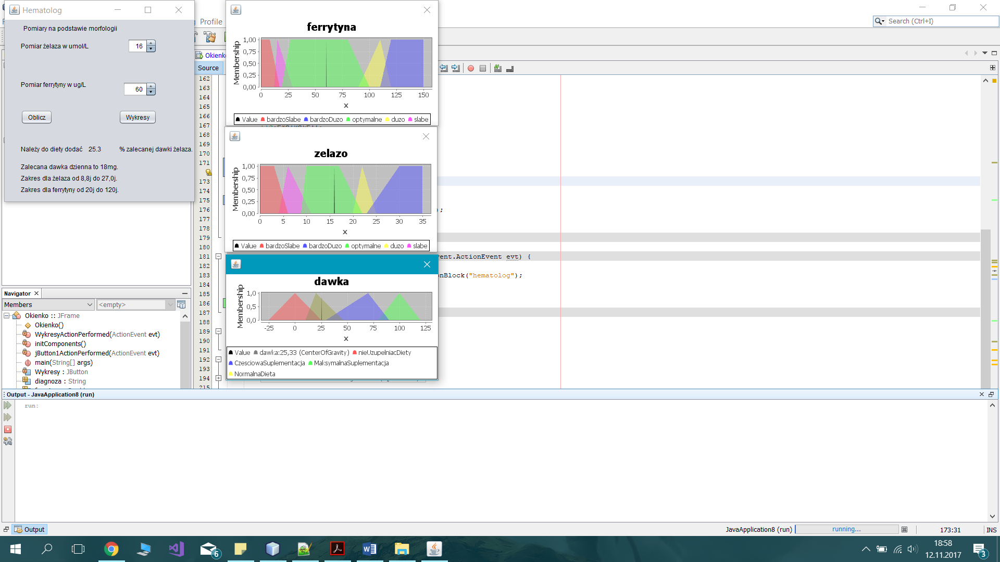 Hematolog
Pomiary na podstawie morfologii
Pomiar żelaza w umol/L
16
Pomiar ferrytyny w ug/L
60
Oblicz
Wykresy
Należy do diety dodać 25.3 % zalecanej dawki żelaza.
Zalecana dawka dzienna to 18mg.
Zakres dla żelaza od 8,8j do 27,0j.
Zakres dla ferrytyny od 20j do 120j.
Profile
Search (Ctrl+I)
ferrytyna
Membership
1,00
0,75
0,50
0,25
0,00
0 25 50 75 100 125 150
x
Value bardzoSlabe bardzoDuzo optymalne duzo slabe
zelazo
Membership
1,00
0,75
0,50
0,25
0,00
0 5 10 15 20 25 30 35
x
Value bardzoSlabe bardzoDuzo optymalne duzo slabe
dawka
Membership
1,0
0,5
0,0
-25 0 25 50 75 100 125
x
Value dawka:25,33 (CenterOfGravity) nieUzupelniacDiety
CzesciowaSuplementacja MaksymalnaSuplementacja
NormalnaDieta
Source
162
163
164
165
166
167
168
169
170
171
173
174
175
176 );
177
178
179
180
181 vent.ActionEvent evt) {
182
183 onBlock("hematolog");
184
185
186
187
188
189
190
191
192
193
194
215
Navigator
Members
<empty>
Okienko :: JFrame
Okienko()
WykresyActionPerformed(ActionEvent evt)
initComponents()
jButton1ActionPerformed(ActionEvent evt)
main(String[] args)
Wykresy : JButton
diagnoza : String
Output - JavaApplication8 (run)
run:
Output
JavaApplication8 (run)
running...
173:31
INS
6
18:58
12.11.2017
3